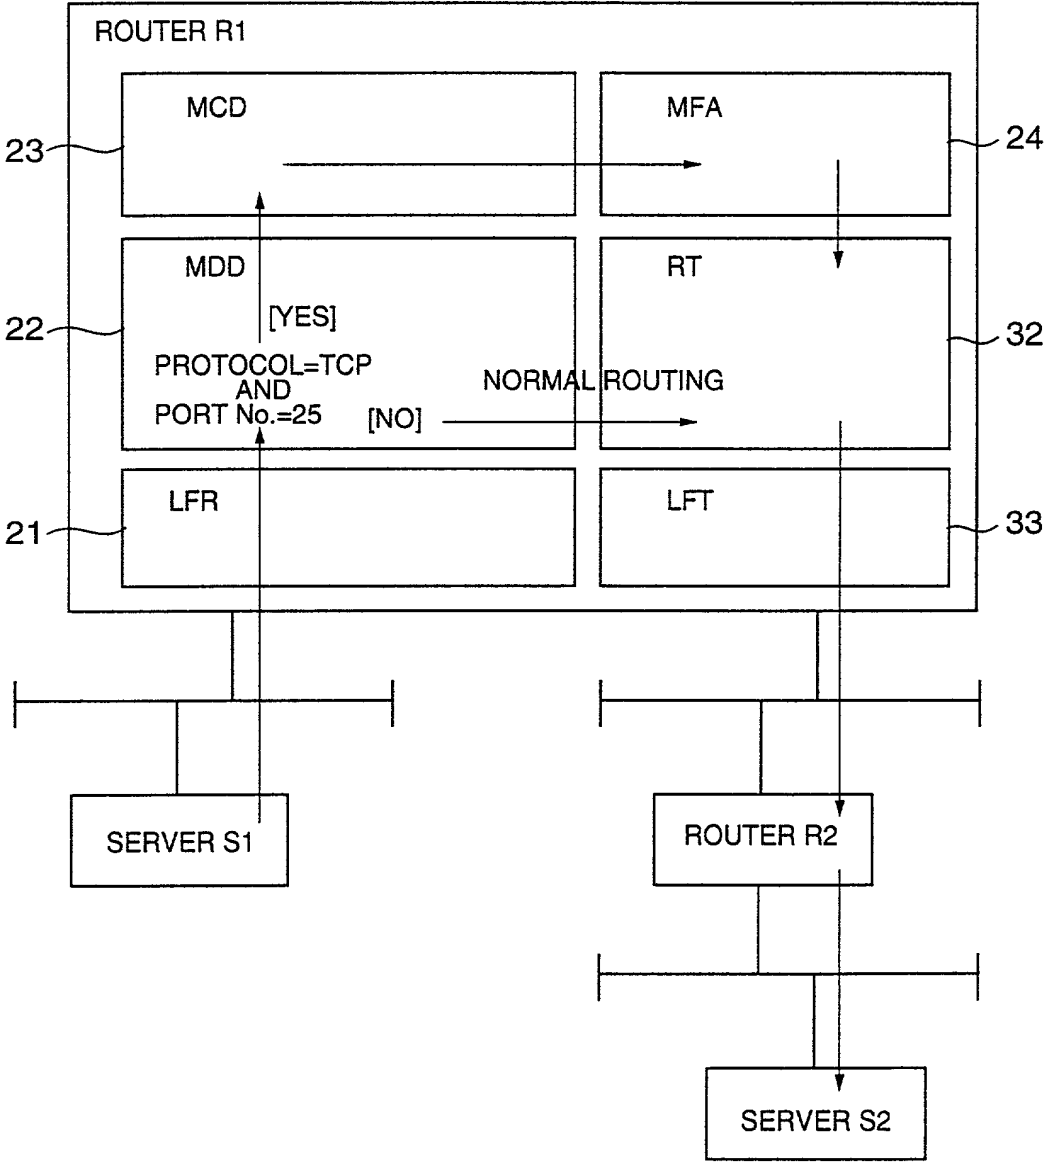 ROUTER R1
MCD
MFA
23
24
MDD
RT
[YES]
22
32
PROTOCOL=TCP
AND
PORT No.=25
NORMAL ROUTING
[NO]
LFR
LFT
21
33
SERVER S1
ROUTER R2
SERVER S2